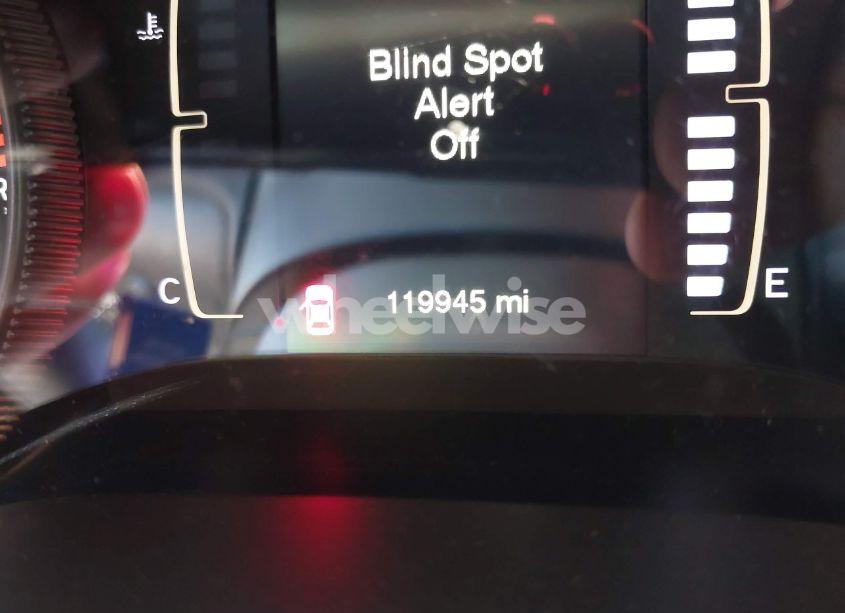 Blind Spot
Alert
Off
R
C
E
119945 mi
wheelwise